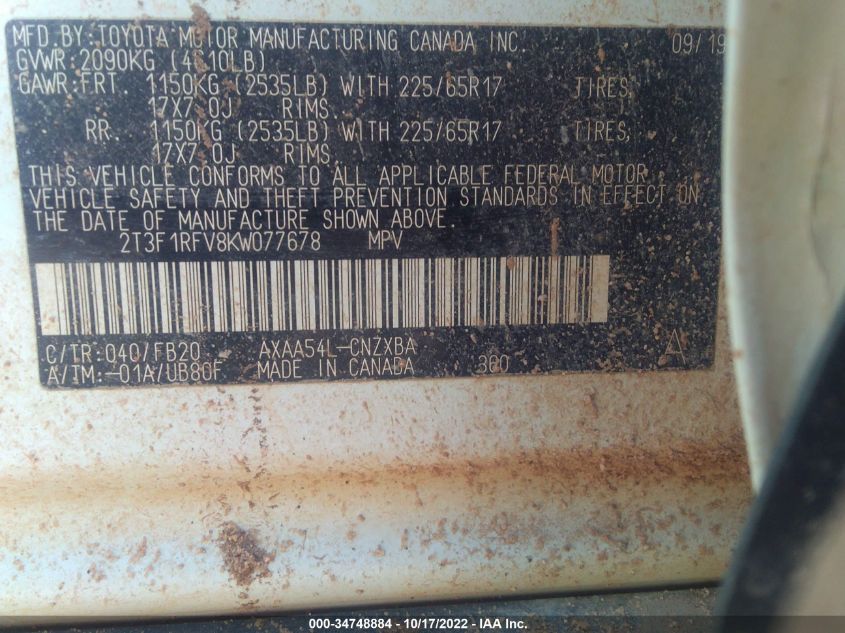 MFD.BY:TOYOTA MOTOR MANUFACTURING CANADA INC. 09/19
GVWR:2090KG (4610LB)
GAWR:FRT. 1150KG (2535LB) WITH 225/65R17 TIRES,
17X7.0J RIMS.
RR. 1150KG (2535LB) WITH 225/65R17 TIRES,
17X7.0J RIMS.
THIS VEHICLE CONFORMS TO ALL APPLICABLE FEDERAL MOTOR
VEHICLE SAFETY AND THEFT PREVENTION STANDARDS IN EFFECT ON
THE DATE OF MANUFACTURE SHOWN ABOVE.
2T3F1RFV8KW077678 MPV
C/TR:040/FB20 AXAA54L-CNZXBA
A/TM:-01A/UB80F MADE IN CANADA 360 A
000-34748884 - 10/17/2022 - IAA Inc.